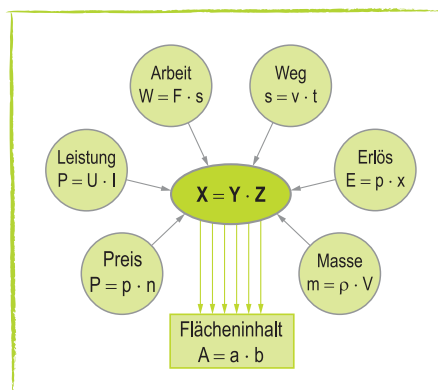 Arbeit
W = F · s
Weg
s = v · t
Leistung
P = U · I
Erlös
E = p · x
X = Y · Z
Preis
P = p · n
Masse
m = ρ · V
Flächeninhalt
A = a · b